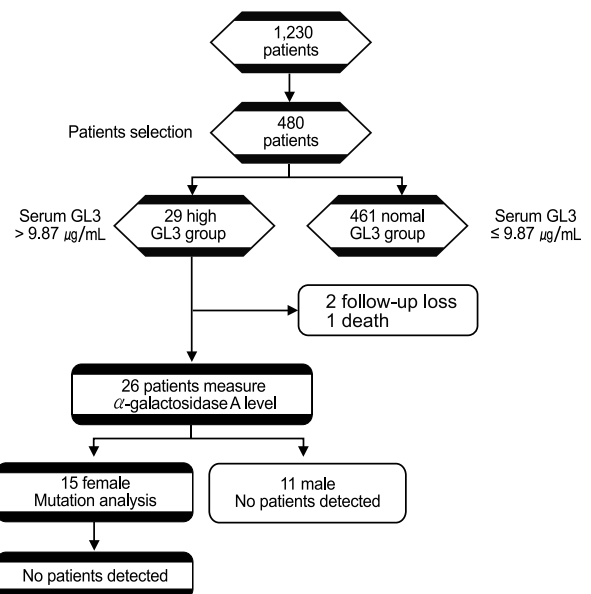 1,230
patients
Patients selection
480
patients
Serum GL3
> 9.87 μg/mL
29 high
GL3 group
461 nomal
GL3 group
Serum GL3
≤ 9.87 μg/mL
2 follow-up loss
1 death
26 patients measure
α-galactosidase A level
15 female
Mutation analysis
11 male
No patients detected
No patients detected